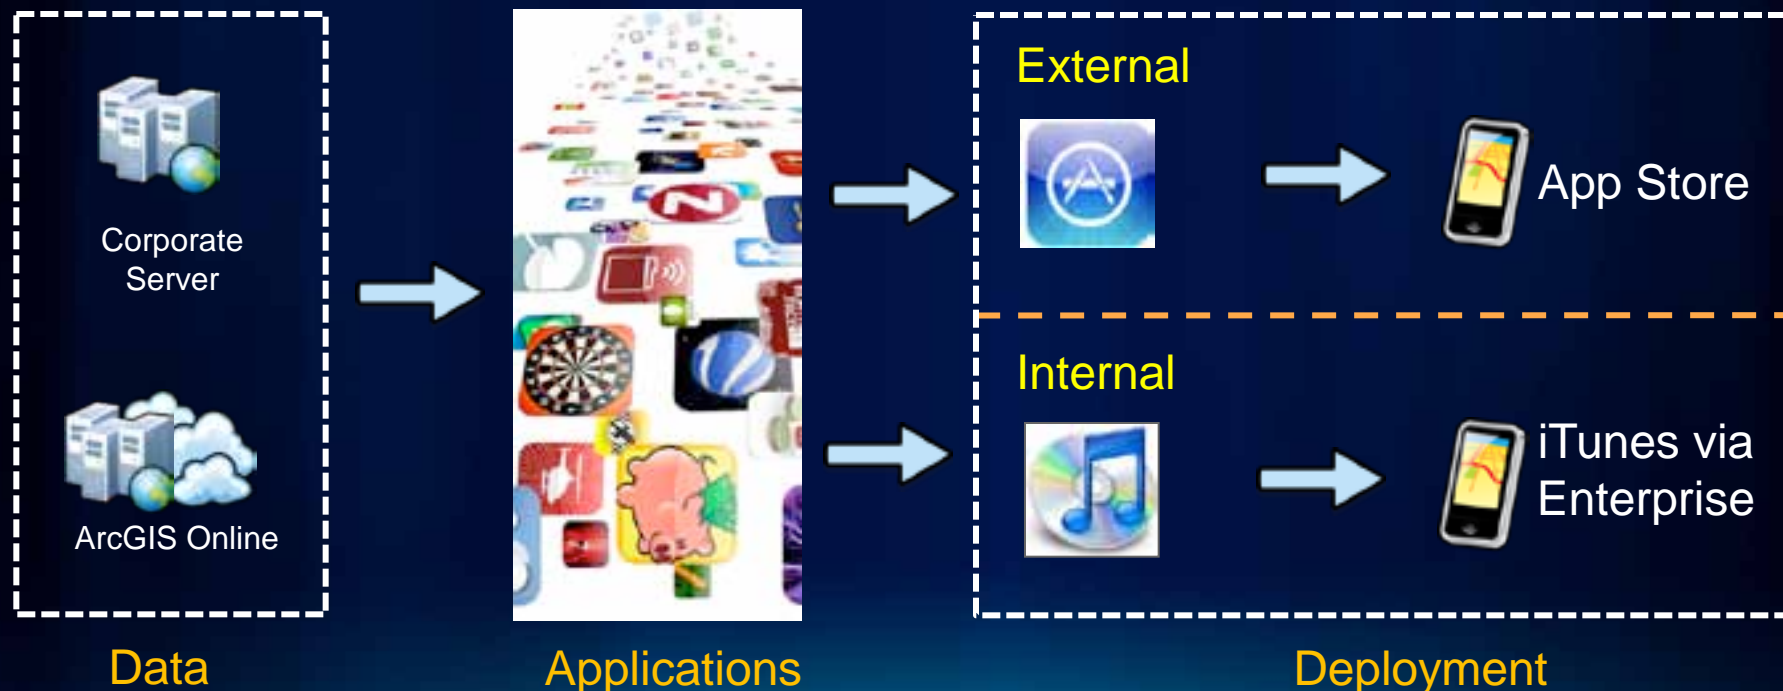 Corporate
Server
ArcGIS Online
Data
Applications
External
App Store
Internal
iTunes via
Enterprise
Deployment